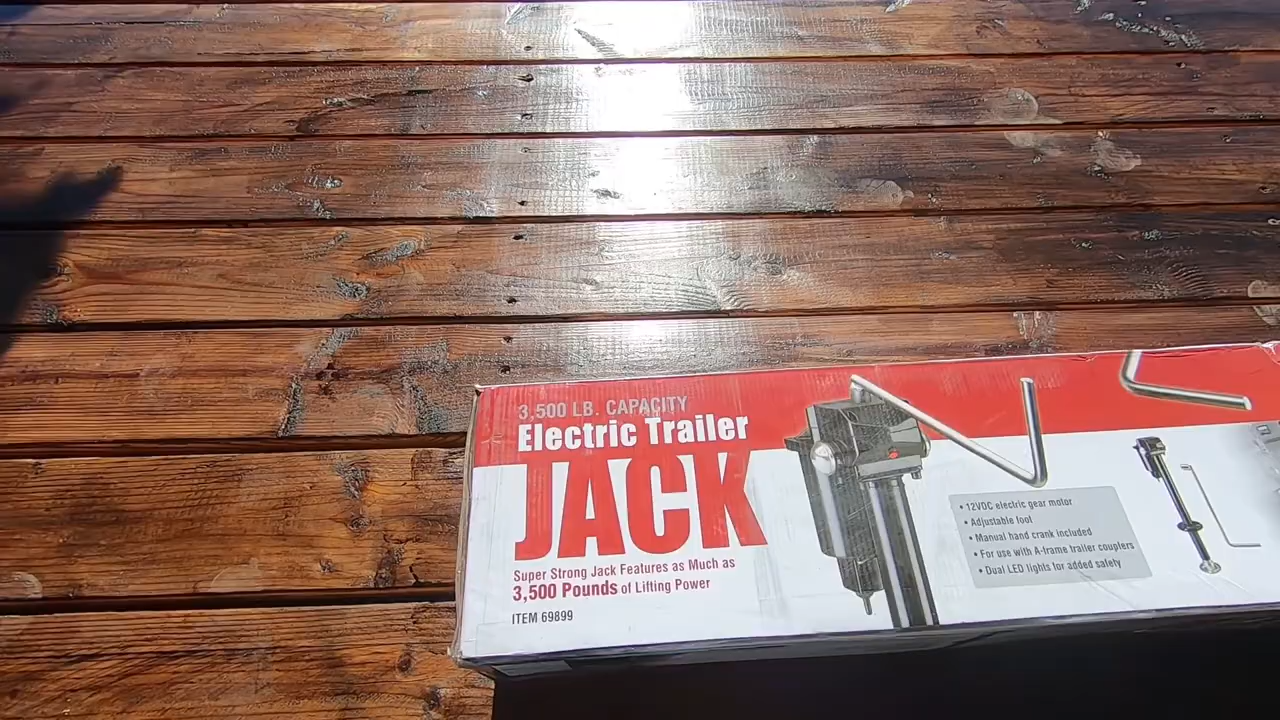 3,500 LB. CAPACITY
Electric Trailer
JACK
Super Strong Jack Features as Much as
3,500 Pounds of Lifting Power
ITEM 69899
• 12VDC electric gear motor
• Adjustable foot
• Manual hand crank included
• For use with A-frame trailer couplers
• Dual LED lights for added safety